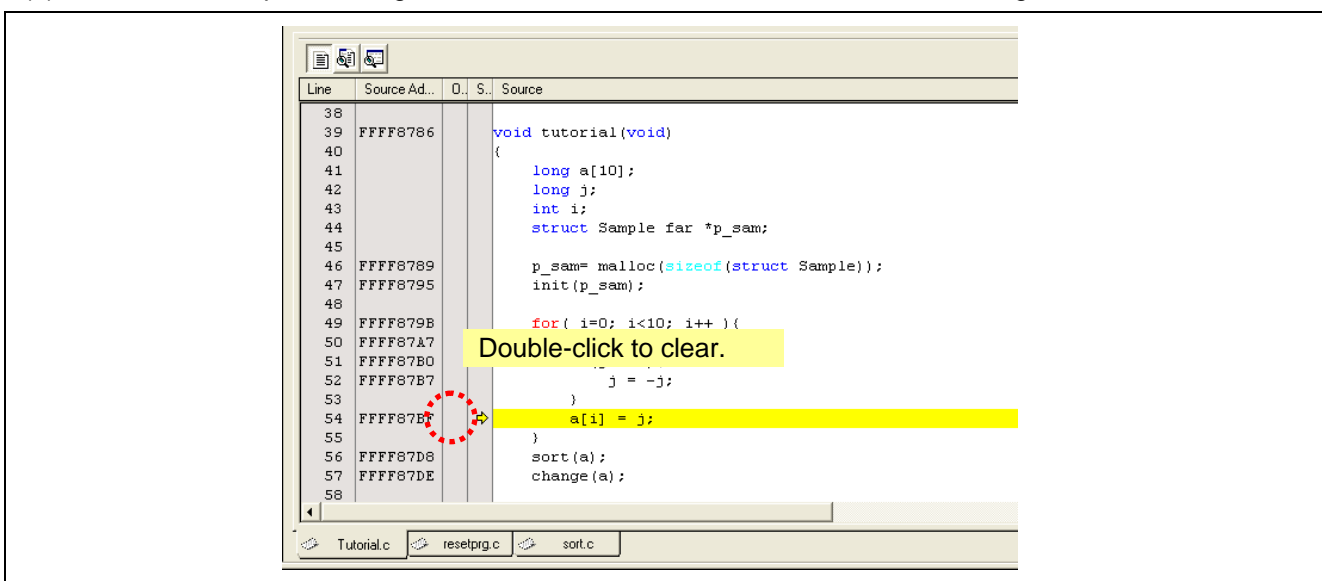 Line Source Ad... O.. S.. Source
38
39 FFFF8786 void tutorial(void)
40 {
41 long a[10];
42 long j;
43 int i;
44 struct Sample far *p_sam;
45
46 FFFF8789 p_sam= malloc(sizeof(struct Sample));
47 FFFF8795 init(p_sam);
48
49 FFFF879B for( i=0; i<10; i++ ){
50 FFFF87A7
Double-click to clear.
51 FFFF87B0
52 FFFF87B7 j = -j;
53 }
54 FFFF87BF a[i] = j;
55 }
56 FFFF87D8 sort(a);
57 FFFF87DE change(a);
58
Tutorial.c resetprg.c sort.c